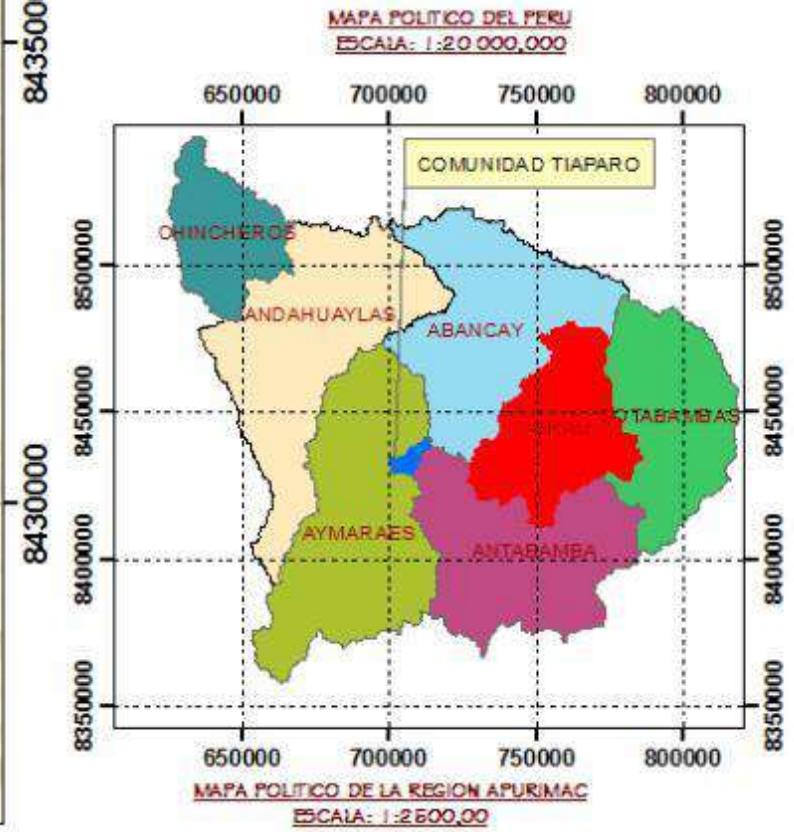 MAPA POLITICO DEL PERU
ESCALA: 1:20 000,000
843500
8430000
650000 700000 750000 800000
COMUNIDAD TIAPARO
CHINCHEROS
8500000 8500000
ANDAHUAYLAS
ABANCAY
8450000 OTABAMBAS 8450000
AYMARAES
ANTABAMBA
8400000 8400000
8350000 8350000
650000 700000 750000 800000
MAPA POLITICO DE LA REGION APURIMAC
ESCALA: 1:2500,00